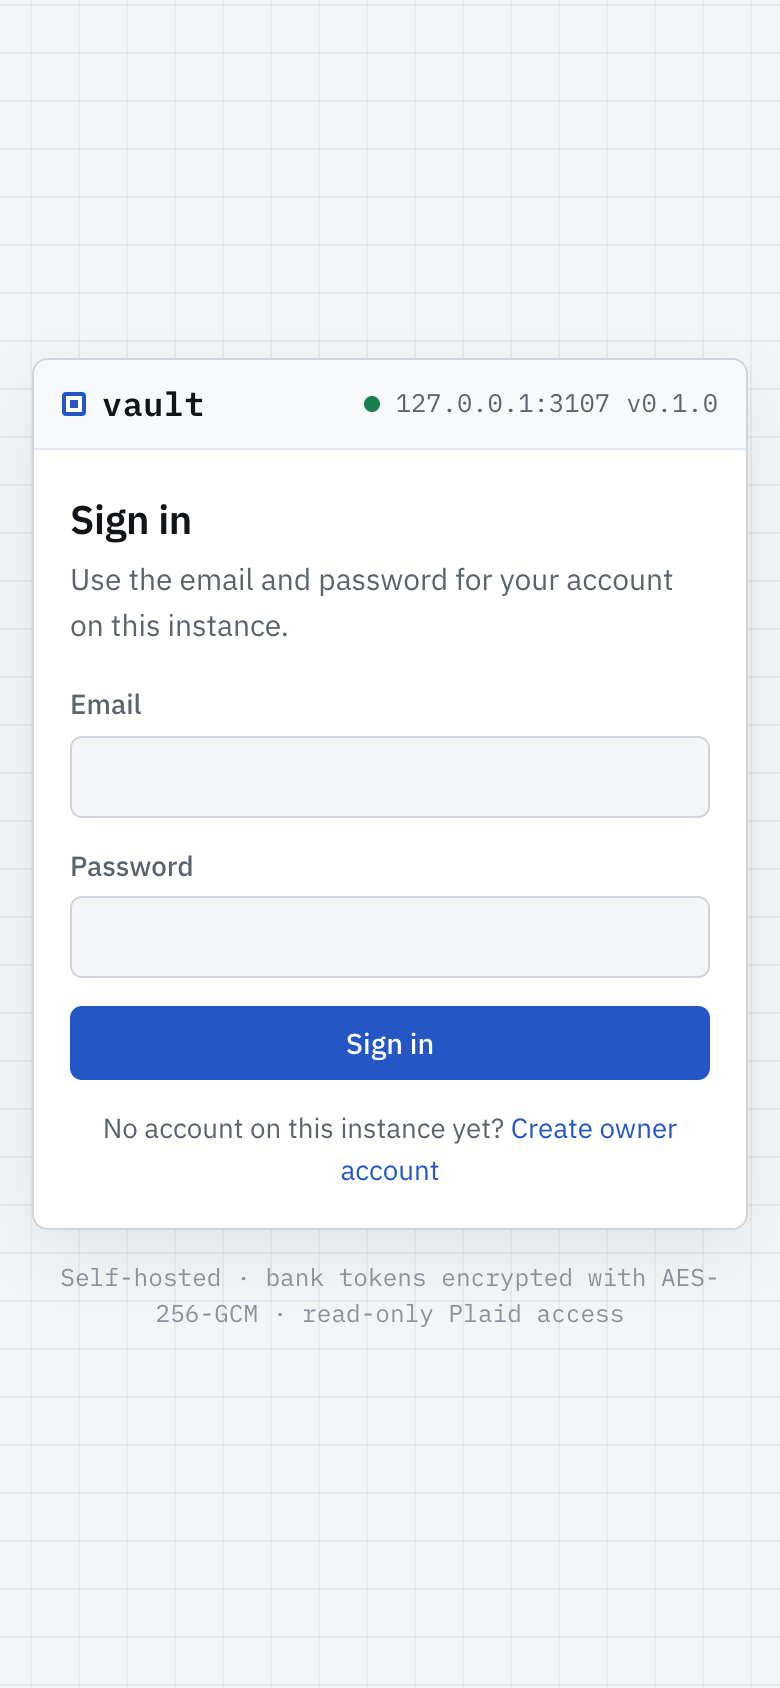 vault 127.0.0.1:3107 v0.1.0
Sign in
Use the email and password for your account
on this instance.
Email
Password
Sign in
No account on this instance yet? Create owner
account
Self-hosted · bank tokens encrypted with AES-
256-GCM · read-only Plaid access